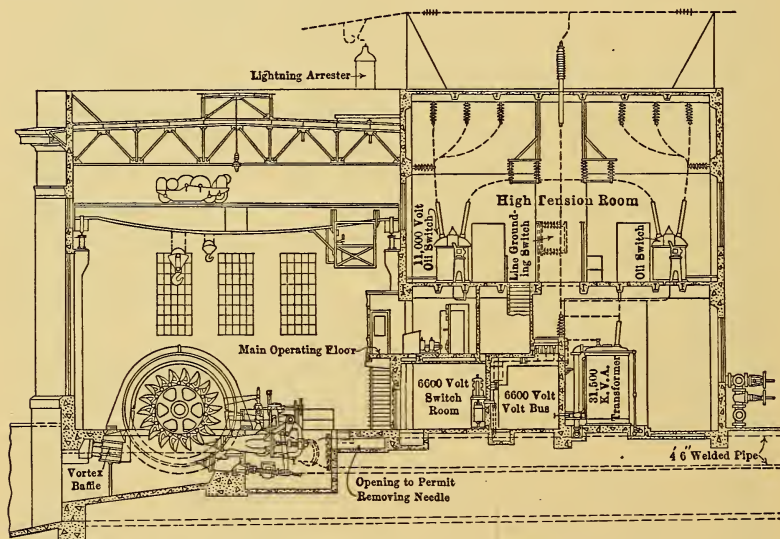 Lightning Arrester
High Tension Room
11,000 Volt
Oil Switch
Line Ground-
ing Switch
Oil Switch
Main Operating Floor
6600 Volt
Switch
Room
6600 Volt
Volt Bus
31,500
K.V.A.
Transformer
Vortex
Baffle
Opening to Permit
Removing Needle
4' 6" Welded Pipe